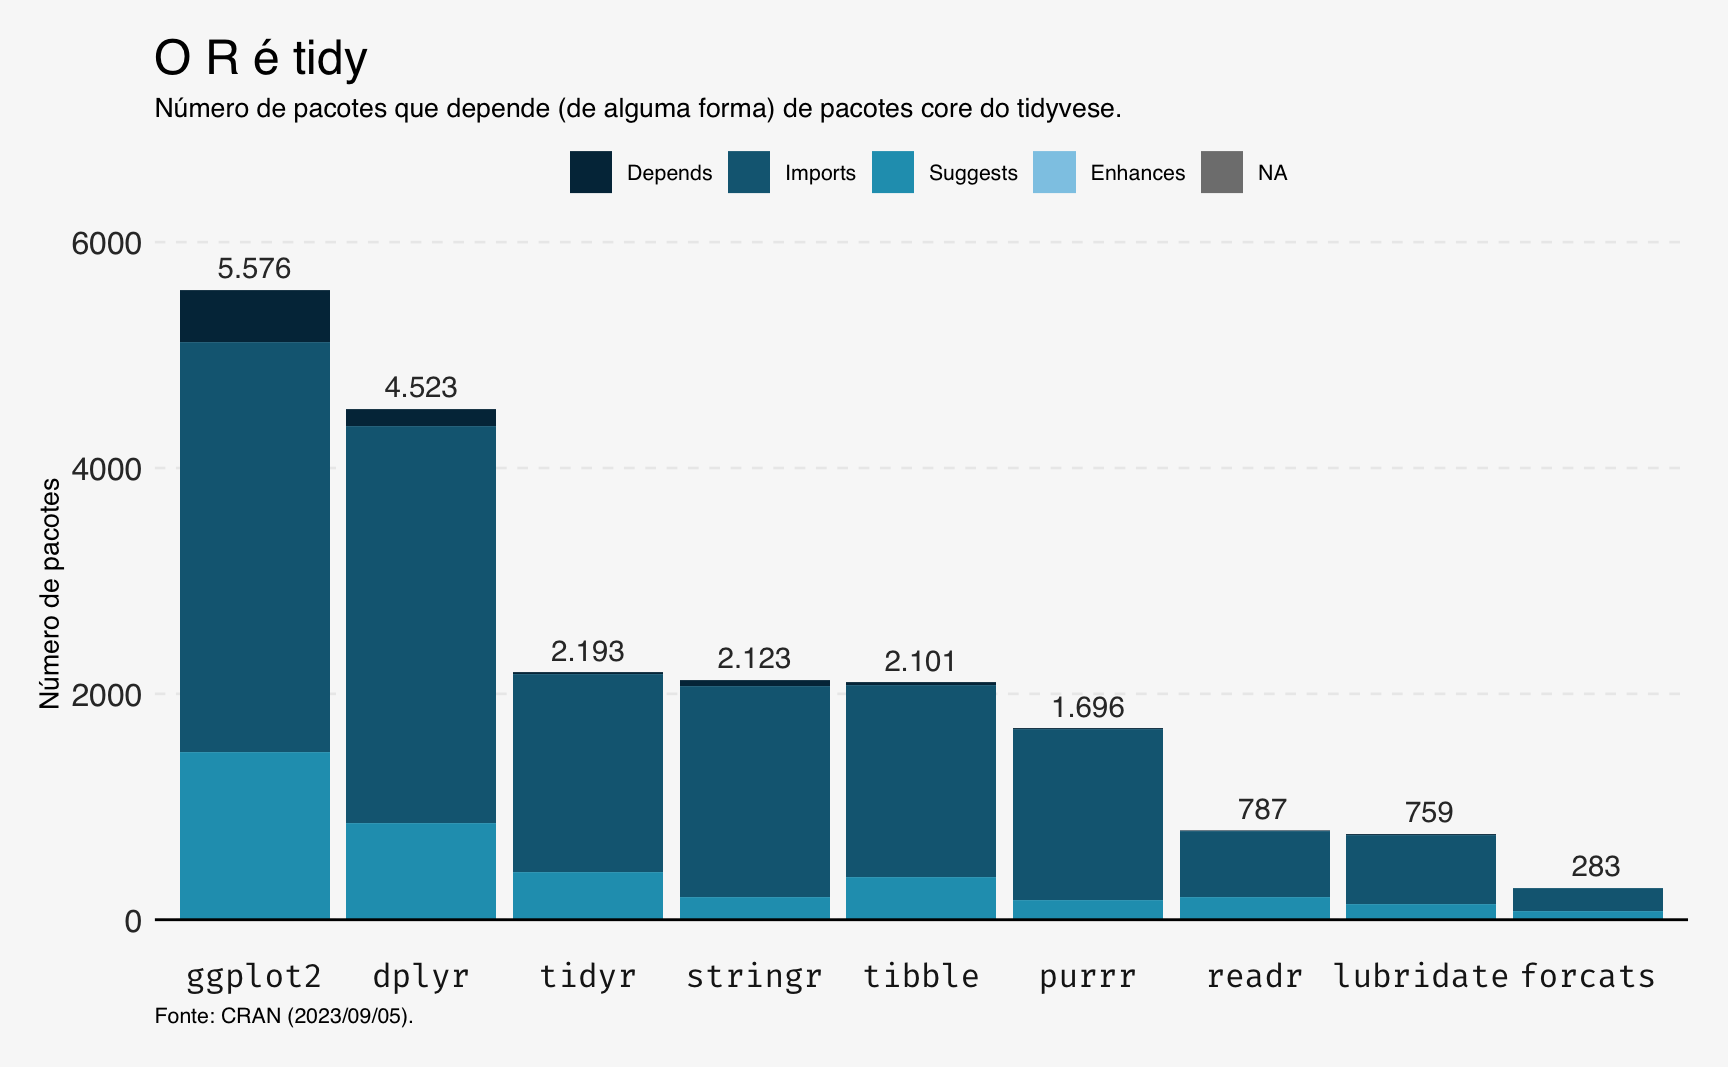 O R é tidy
Número de pacotes que depende (de alguma forma) de pacotes core do tidyvese.
Depends Imports Suggests Enhances NA
6000
5.576
4.523
4000
Número de pacotes
2.193
2.123
2.101
2000
1.696
787
759
283
0
ggplot2 dplyr tidyr stringr tibble purrr readr lubridate forcats
Fonte: CRAN (2023/09/05).